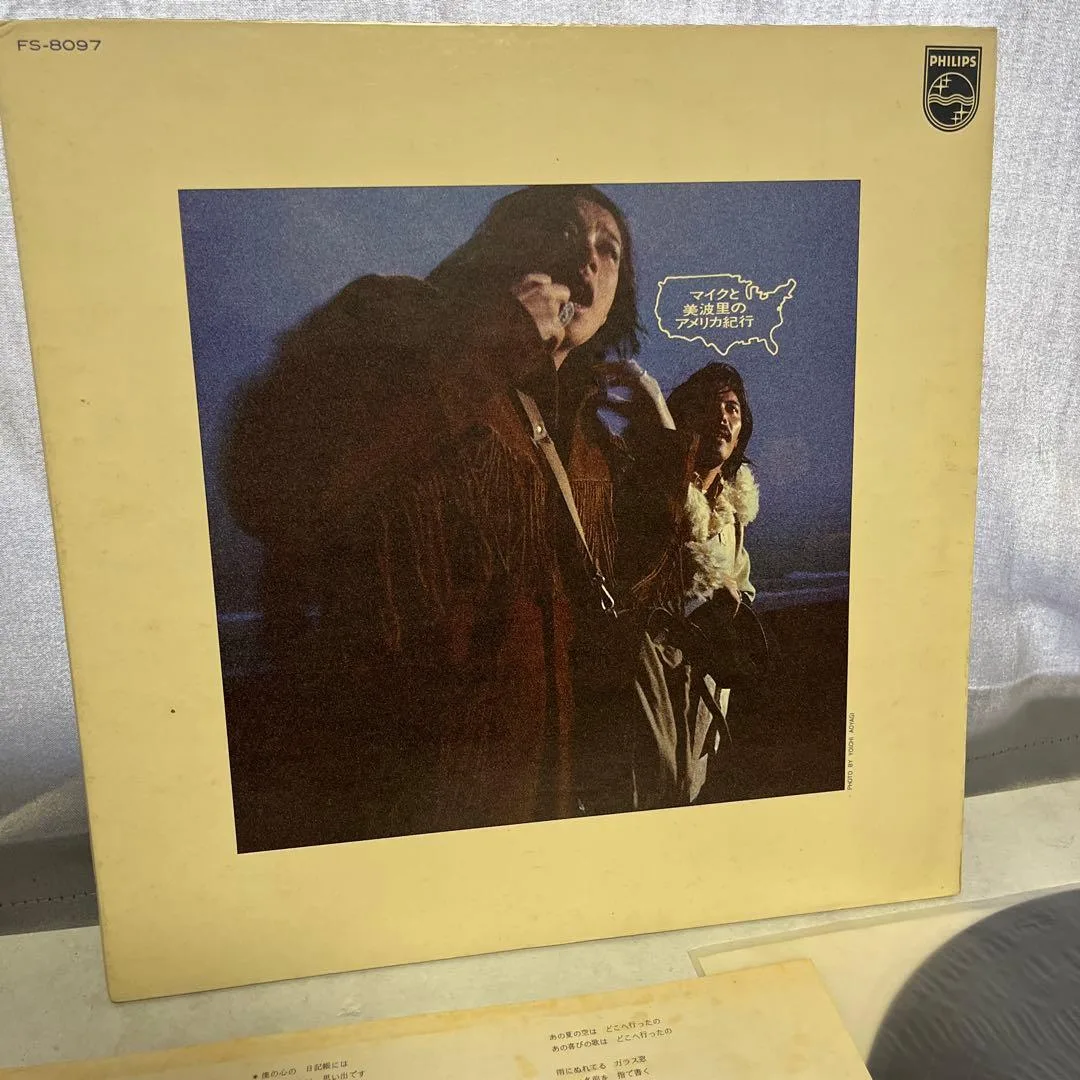 FS-8097
PHILIPS
マイクと
美波里の
アメリカ紀行
PHOTO BY YOICHI AOYAGI
あの夏の空は どこへ行ったの
あの喜びの歌は どこへ行ったの
*僕の心の 日記帳には
思い出です
雨にぬれてる ガラス窓
指で書く